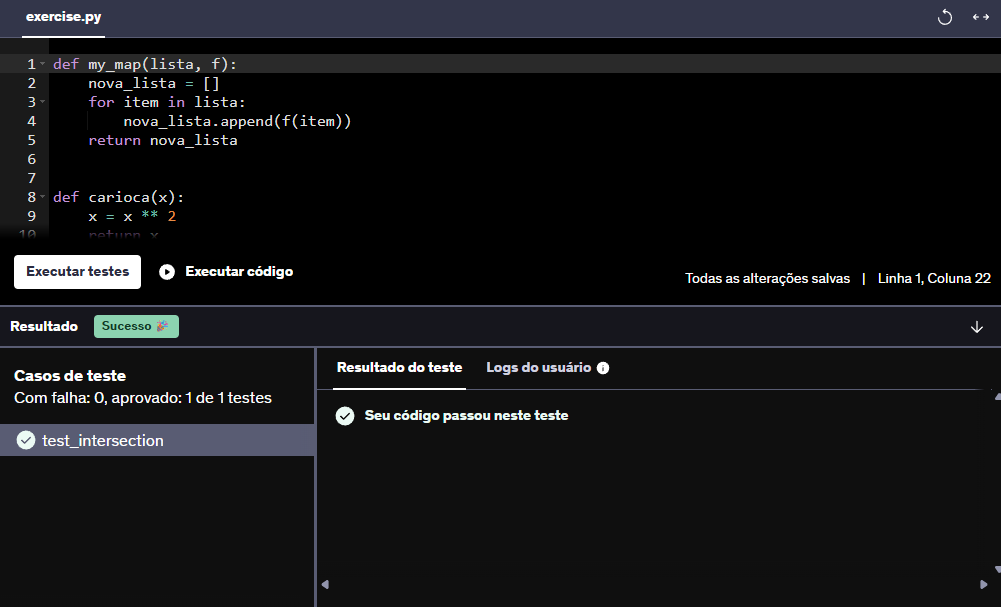 exercise.py
1 def my_map(lista, f):
2 nova_lista = []
3 for item in lista:
4 nova_lista.append(f(item))
5 return nova_lista
6
7
8 def carioca(x):
9 x = x ** 2
10 return x
Executar testes Executar código Todas as alterações salvas | Linha 1, Coluna 22
Resultado Sucesso 🎉
Casos de teste
Com falha: 0, aprovado: 1 de 1 testes
test_intersection
Resultado do teste Logs do usuário
Seu código passou neste teste